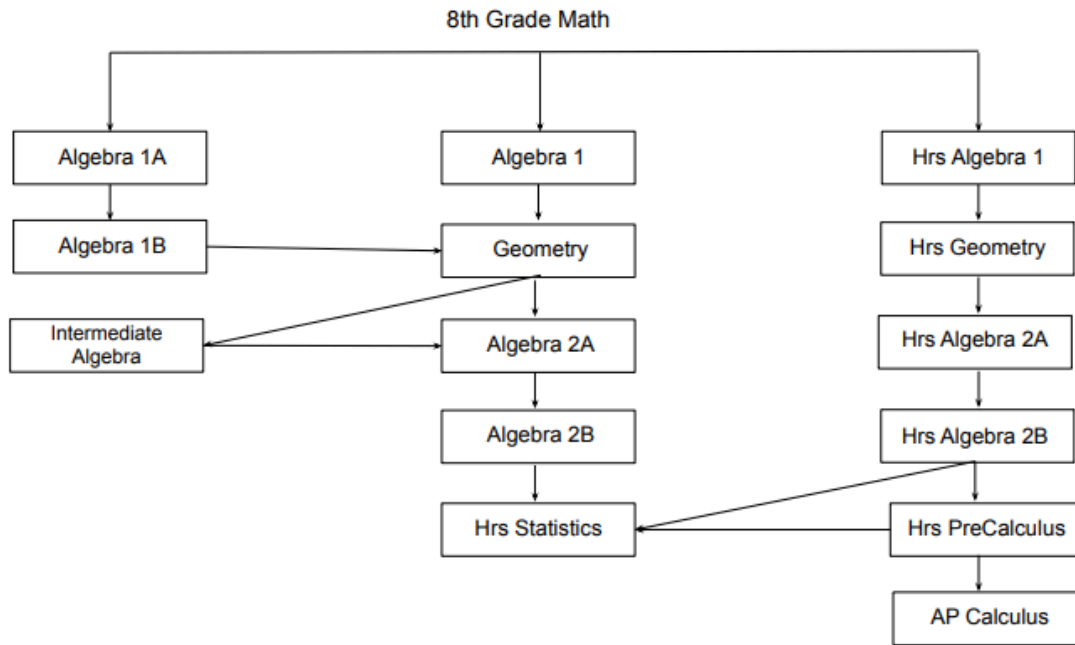 8th Grade Math
Algebra 1A
Algebra 1
Hrs Algebra 1
Algebra 1B
Geometry
Hrs Geometry
Intermediate
Algebra
Algebra 2A
Hrs Algebra 2A
Algebra 2B
Hrs Algebra 2B
Hrs Statistics
Hrs PreCalculus
AP Calculus